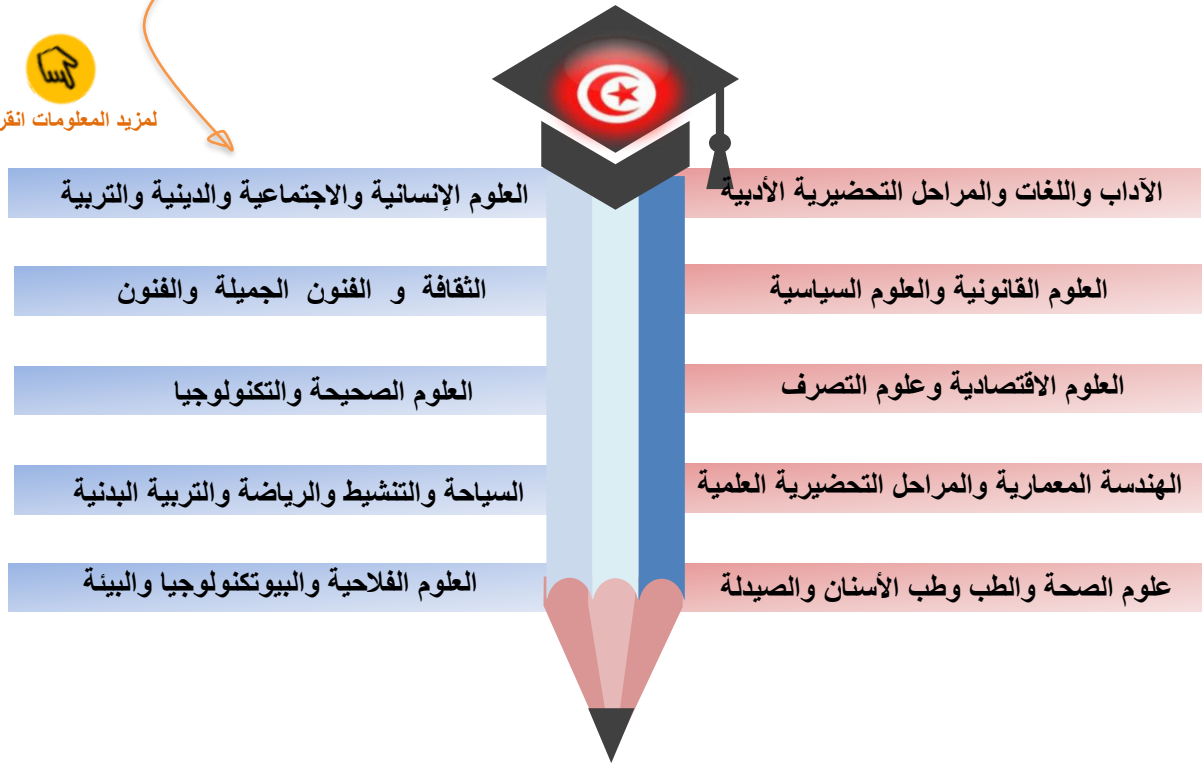 لمزيد المعلومات
الآداب واللغات والمراحل التحضيرية الأدبية
العلوم الإنسانية والاجتماعية والدينية والتربية
العلوم القانونية والعلوم السياسية
الثقافة و الفنون الجميلة والفنون
العلوم الاقتصادية وعلوم التصرف
العلوم الصحيحة والتكنولوجيا
الهندسة المعمارية والمراحل التحضيرية العلمية
السياحة والتنشيط والرياضة والتربية البدنية
علوم الصحة والطب وطب الأسنان والصيدلة
العلوم الفلاحية والبيوتكنولوجيا والبيئة